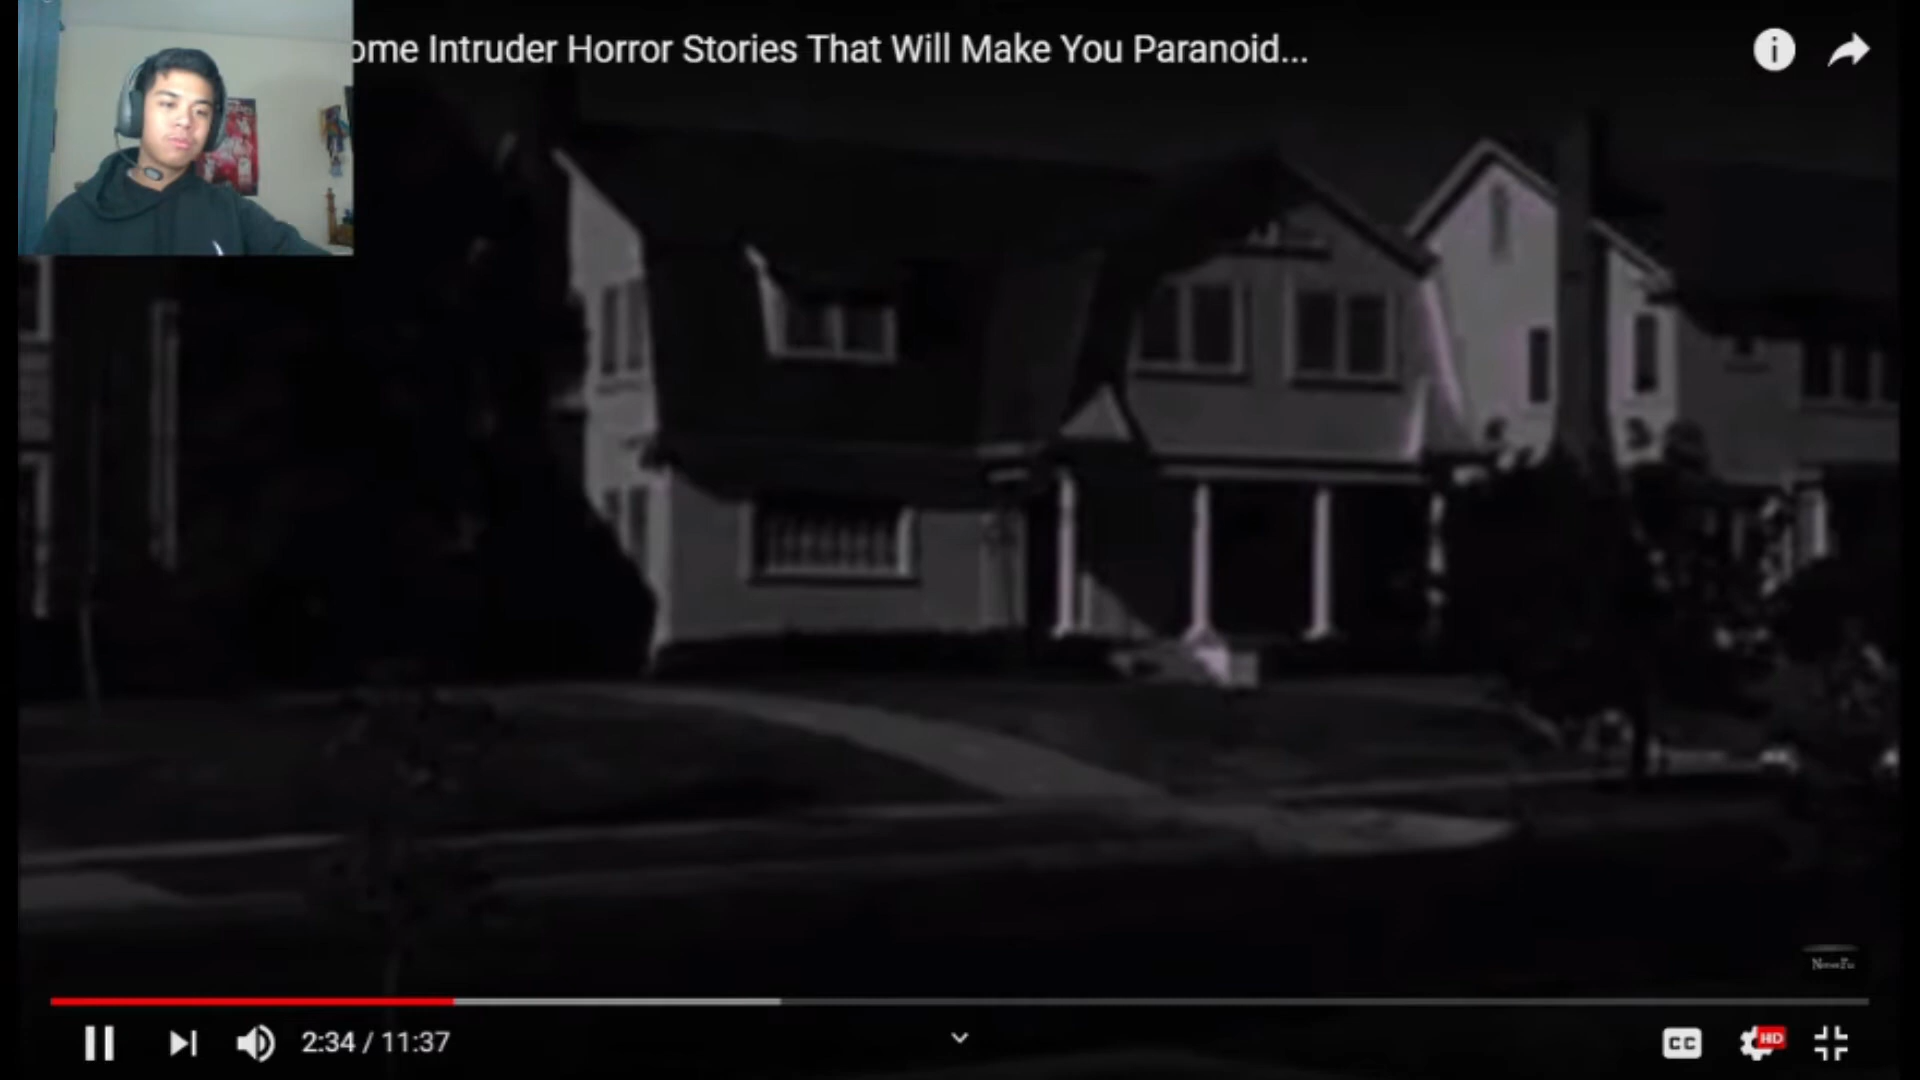 ome Intruder Horror Stories That Will Make You Paranoid...
2:34 / 11:37
CC
HD